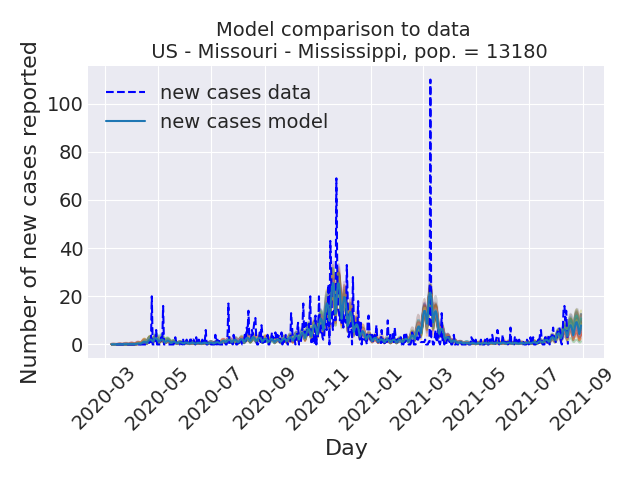 Model comparison to data
US - Missouri - Mississippi, pop. = 13180
Number of new cases reported
100
80
60
40
20
0
new cases data
new cases model
2020-03
2020-05
2020-07
2020-09
2020-11
2021-01
2021-03
2021-05
2021-07
2021-09
Day